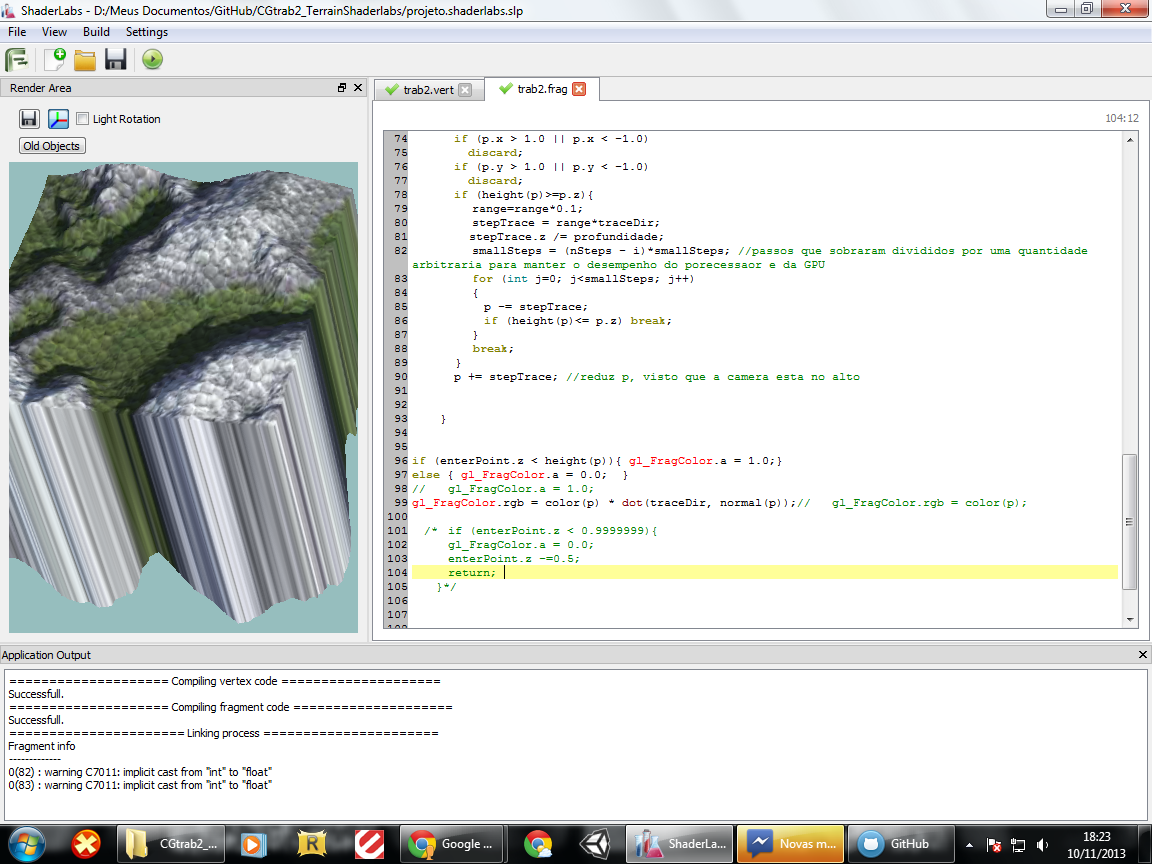 ShaderLabs - D:/Meus Documentos/GitHub/CGtrab2_TerrainShaderlabs/projeto.shaderlabs.slp
File View Build Settings
Render Area
Light Rotation
Old Objects
trab2.vert trab2.frag
104:12
74 if (p.x > 1.0 || p.x < -1.0)
75 discard;
76 if (p.y > 1.0 || p.y < -1.0)
77 discard;
78 if (height(p)>=p.z){
79 range=range*0.1;
80 stepTrace = range*traceDir;
81 stepTrace.z /= profundidade;
82 smallSteps = (nSteps - i)*smallSteps; //passos que sobraram divididos por uma quantidade
arbitraria para manter o desempenho do porecessaor e da GPU
83 for (int j=0; j<smallSteps; j++)
84 {
85 p -= stepTrace;
86 if (height(p)<= p.z) break;
87 }
88 break;
89 }
90 p += stepTrace; //reduz p, visto que a camera esta no alto
91
92
93 }
94
95
96 if (enterPoint.z < height(p)){ gl_FragColor.a = 1.0;}
97 else { gl_FragColor.a = 0.0; }
98 // gl_FragColor.a = 1.0;
99 gl_FragColor.rgb = color(p) * dot(traceDir, normal(p));// gl_FragColor.rgb = color(p);
100
101 /* if (enterPoint.z < 0.9999999){
102 gl_FragColor.a = 0.0;
103 enterPoint.z -=0.5;
104 return;
105 }*/
106
107
Application Output
==================== Compiling vertex code ====================
Successfull.
==================== Compiling fragment code ====================
Successfull.
====================== Linking process ======================
Fragment info
-------------
0(82) : warning C7011: implicit cast from "int" to "float"
0(83) : warning C7011: implicit cast from "int" to "float"
CGtrab2_... Google ... ShaderLa... Novas m... GitHub
18:23
10/11/2013